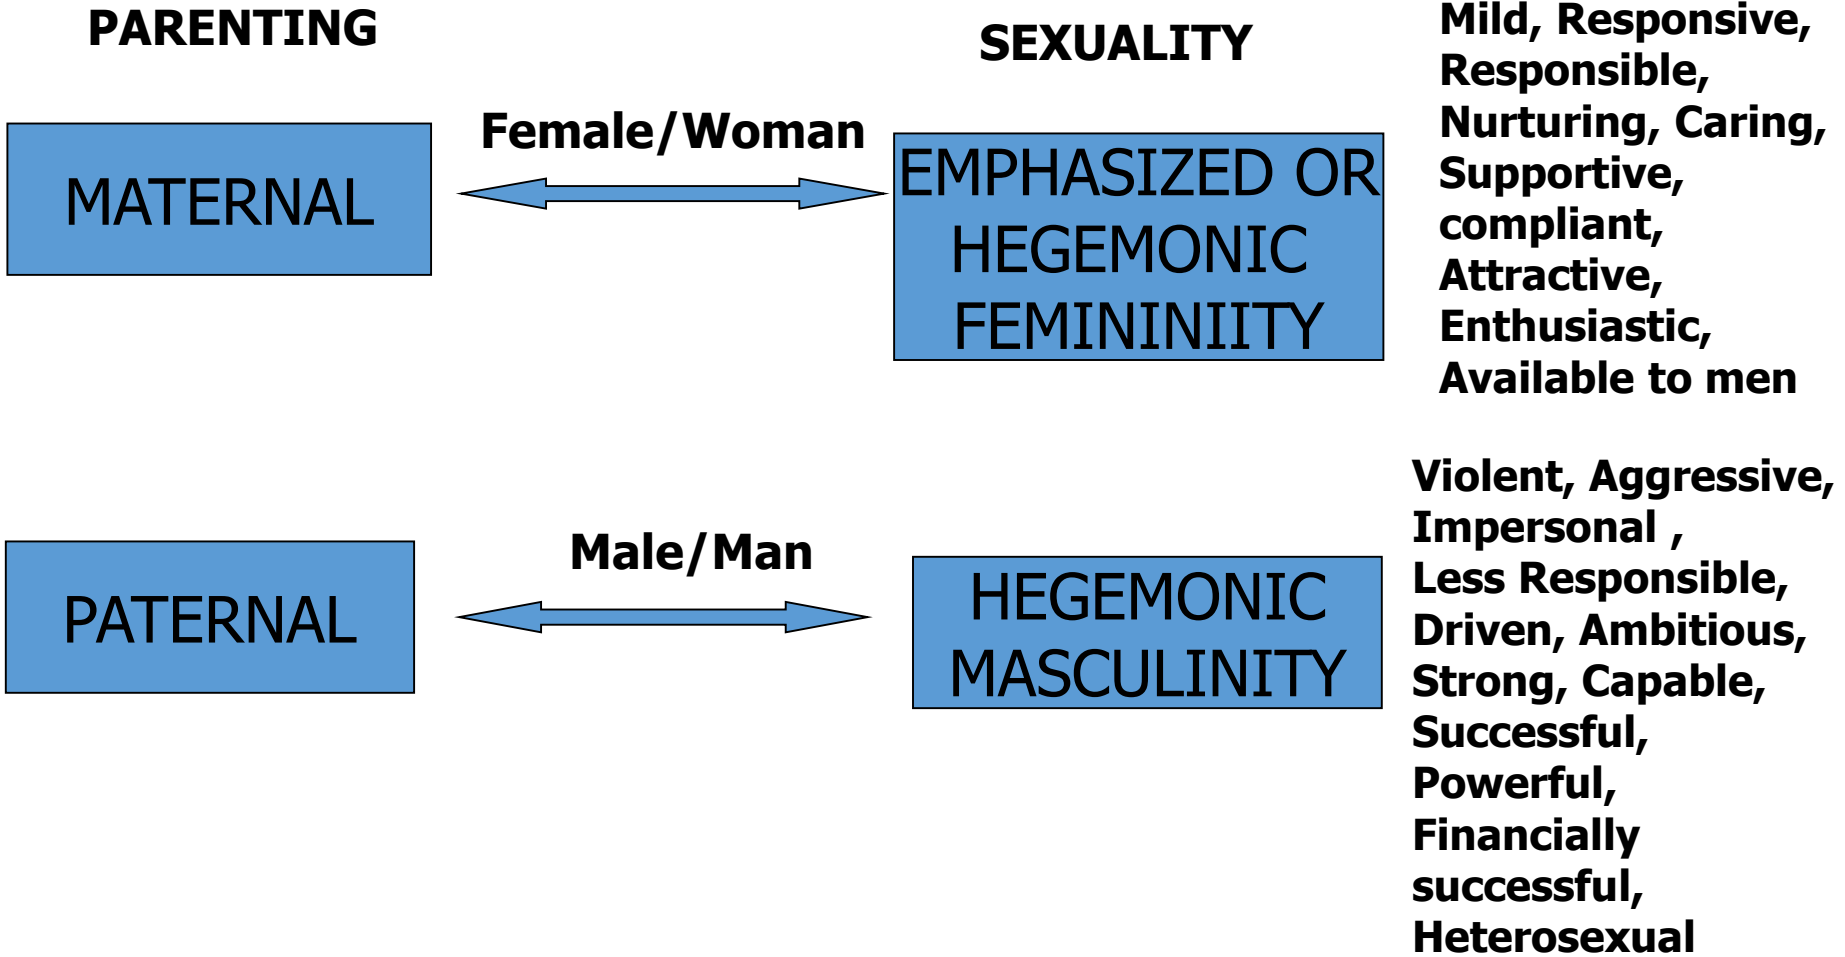 PARENTING
SEXUALITY
Female/Woman
MATERNAL
EMPHASIZED OR
HEGEMONIC
FEMININIITY
Mild, Responsive,
Responsible,
Nurturing, Caring,
Supportive,
compliant,
Attractive,
Enthusiastic,
Available to men
Male/Man
PATERNAL
HEGEMONIC
MASCULINITY
Violent, Aggressive,
Impersonal ,
Less Responsible,
Driven, Ambitious,
Strong, Capable,
Successful,
Powerful,
Financially
successful,
Heterosexual